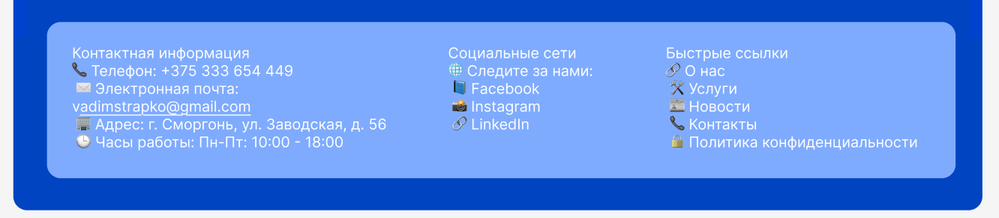 Контактная информация
📞 Телефон: +375 333 654 449
✉️ Электронная почта:
vadimstrapko@gmail.com
🏢 Адрес: г. Сморгонь, ул. Заводская, д. 56
🕒 Часы работы: Пн-Пт: 10:00 - 18:00
Социальные сети
🌐 Следите за нами:
📘 Facebook
📸 Instagram
🔗 LinkedIn
Быстрые ссылки
🔗 О нас
🛠️ Услуги
📰 Новости
📞 Контакты
🔒 Политика конфиденциальности